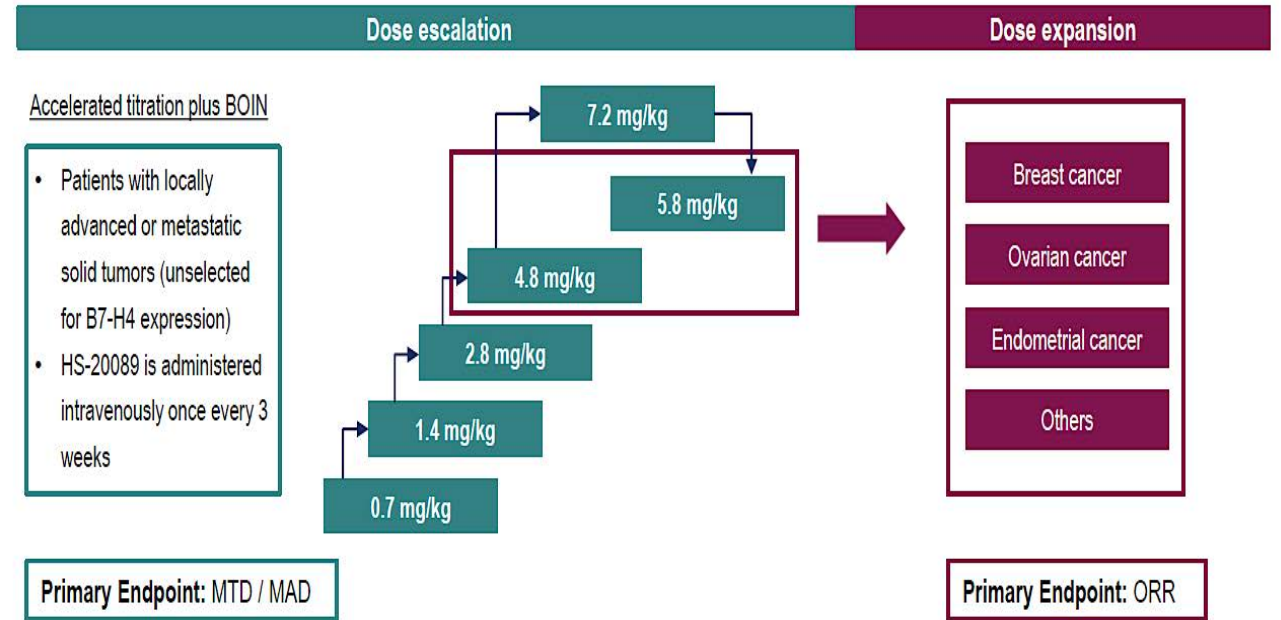 Dose escalation
Dose expansion
Accelerated titration plus BOIN
• Patients with locally
advanced or metastatic
solid tumors (unselected
for B7-H4 expression)
• HS-20089 is administered
intravenously once every 3
weeks
7.2 mg/kg
5.8 mg/kg
4.8 mg/kg
2.8 mg/kg
1.4 mg/kg
0.7 mg/kg
Breast cancer
Ovarian cancer
Endometrial cancer
Others
Primary Endpoint: MTD / MAD
Primary Endpoint: ORR